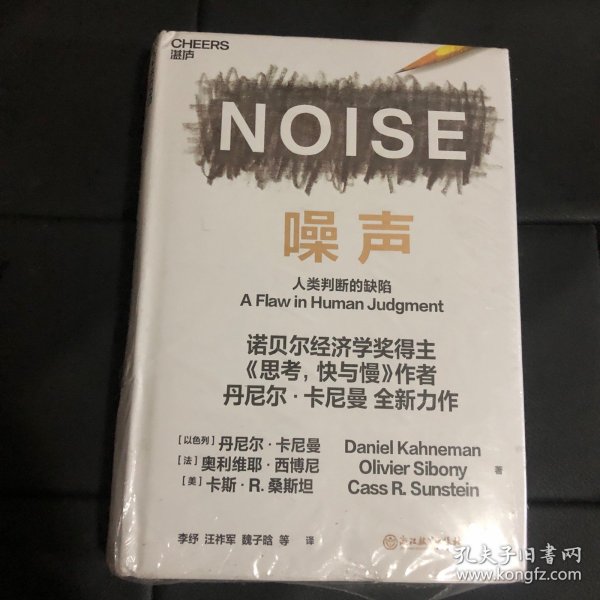 CHEERS
湛庐
NOISE
噪声
人类判断的缺陷
A Flaw in Human Judgment
诺贝尔经济学奖得主
《思考，快与慢》作者
丹尼尔·卡尼曼 全新力作
[以色列] 丹尼尔·卡尼曼 Daniel Kahneman
[法] 奥利维耶·西博尼 Olivier Sibony 著
[美] 卡斯·R.桑斯坦 Cass R. Sunstein
李纾 汪祚军 魏子晗 等 译
孔夫子旧书网
www.kongfz.com